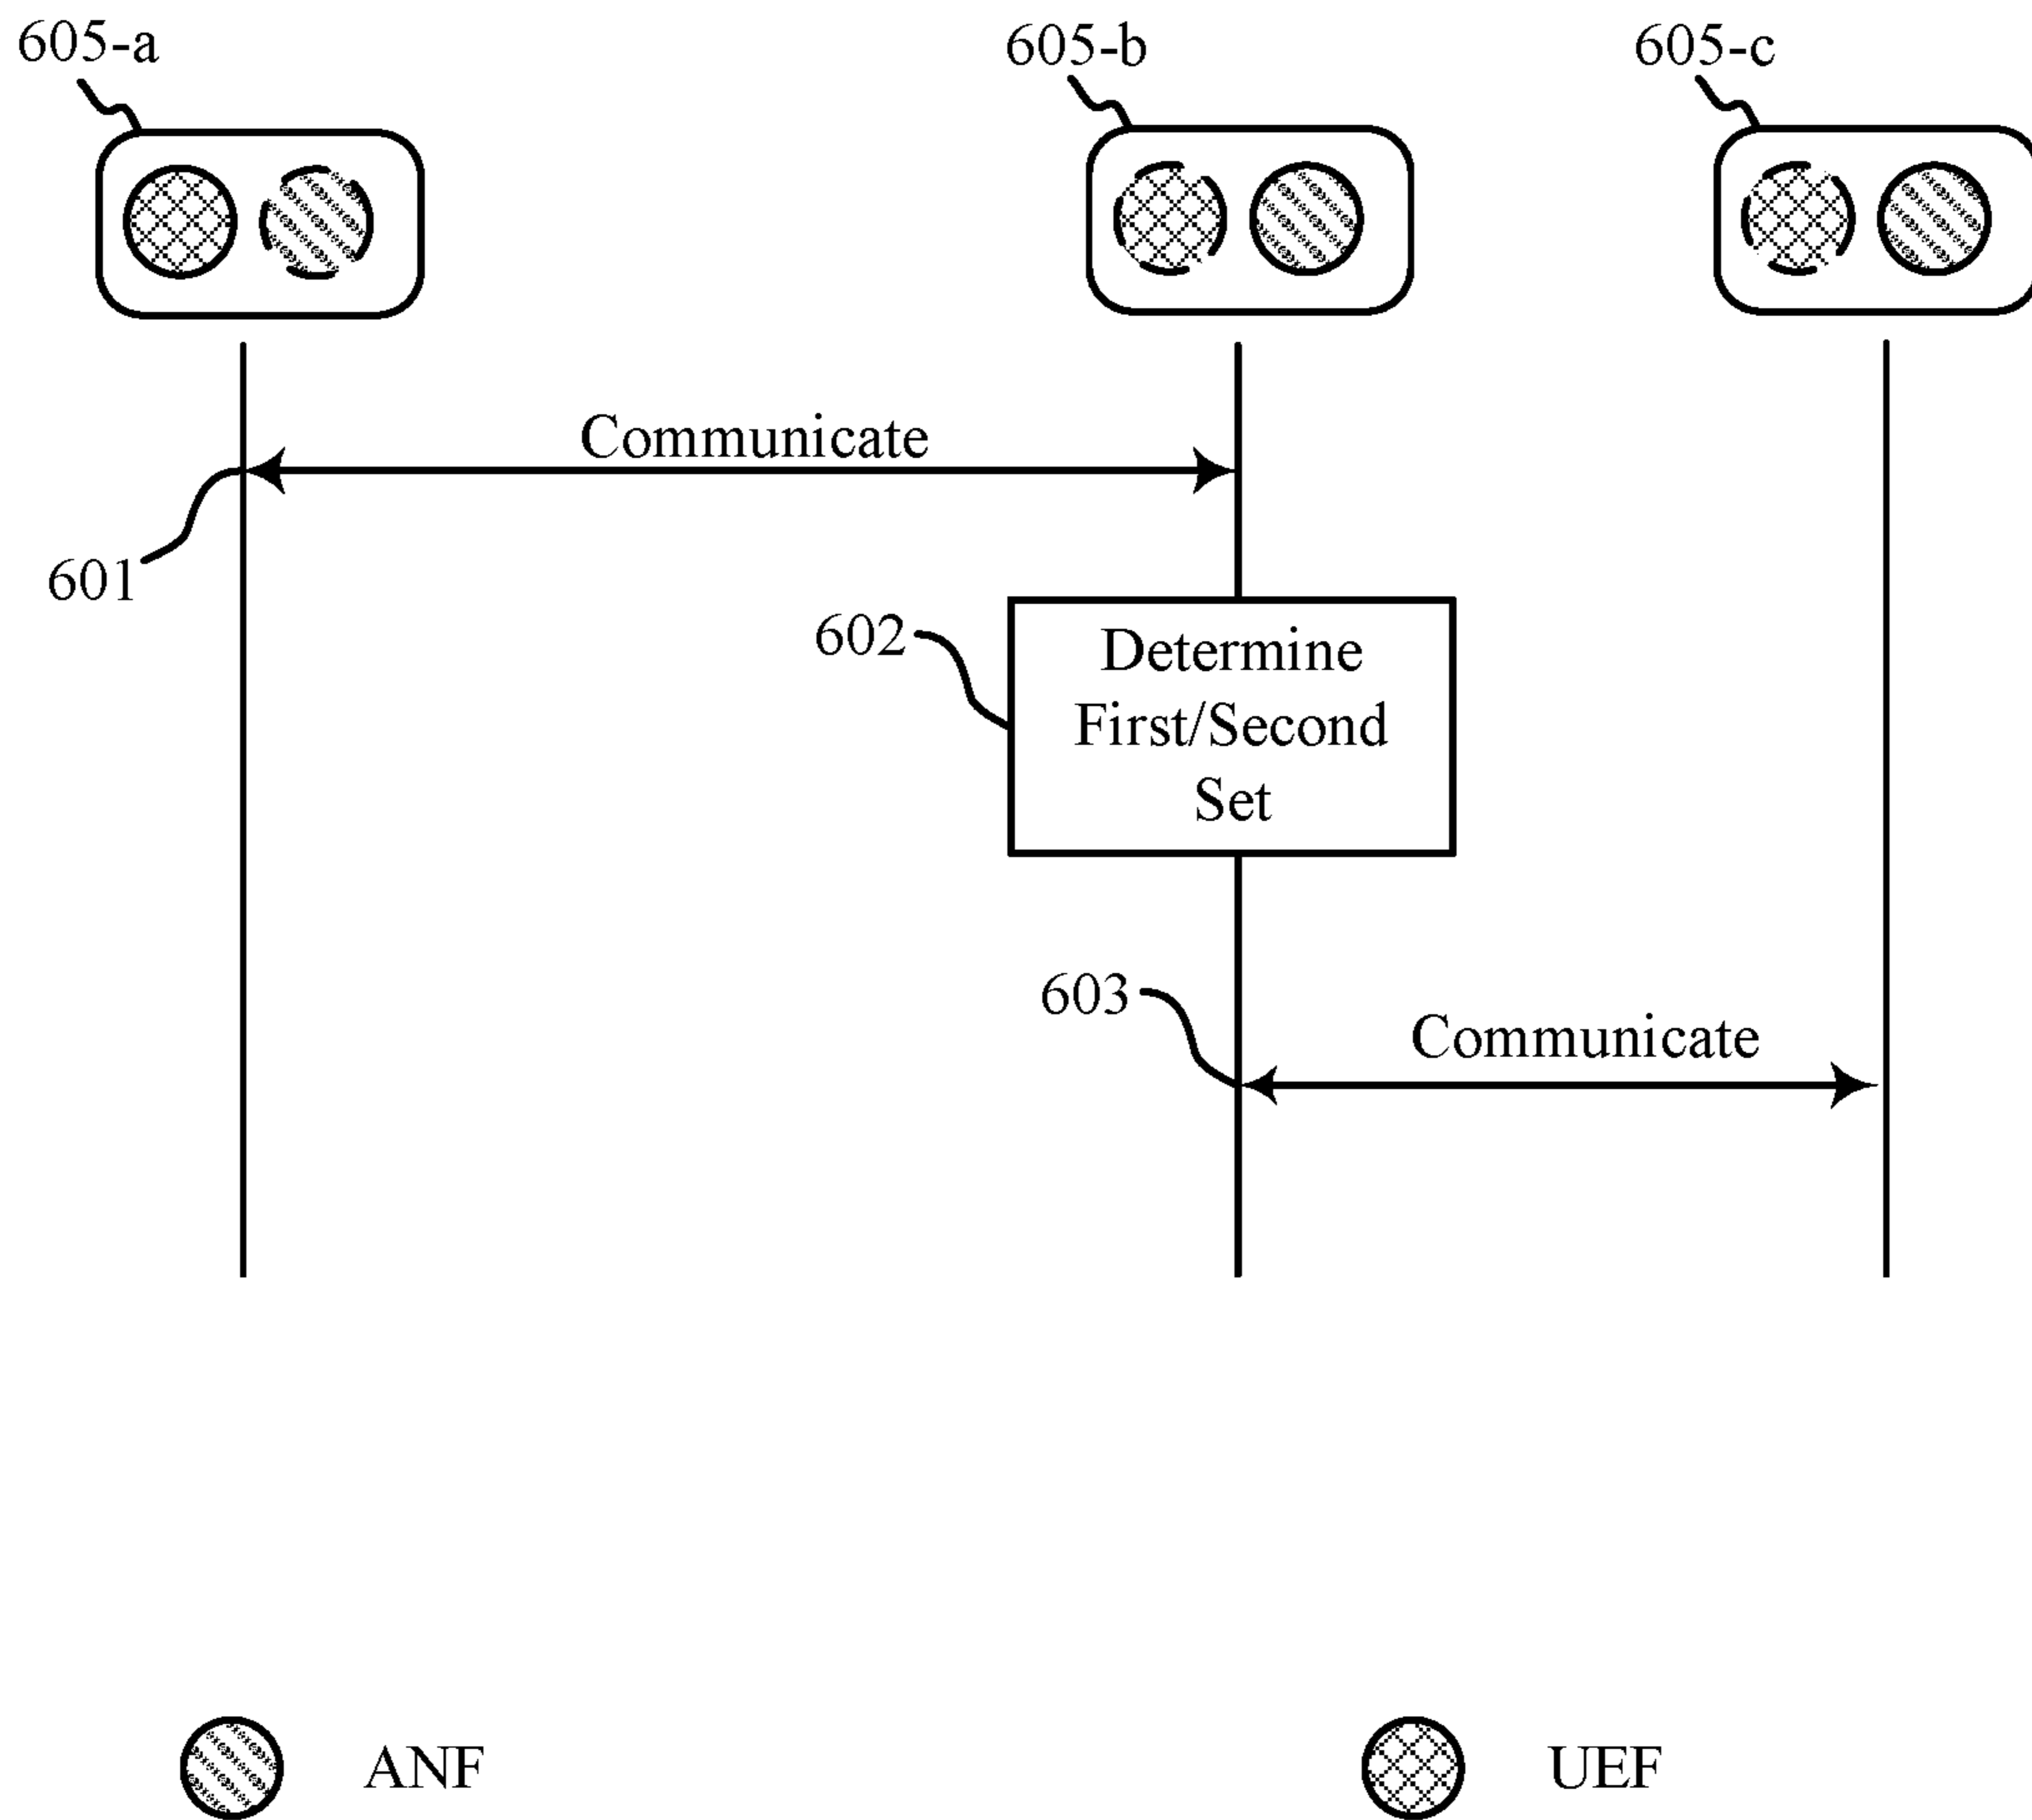 605-a
605-b
605-c
Communicate
601
602
Determine
First/Second
Set
603
Communicate
ANF
UEF